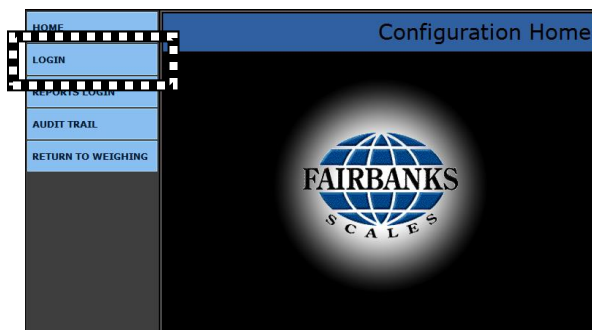 HOME
LOGIN
REPORTS LOGIN
AUDIT TRAIL
RETURN TO WEIGHING
Configuration Home
FAIRBANKS
SCALES